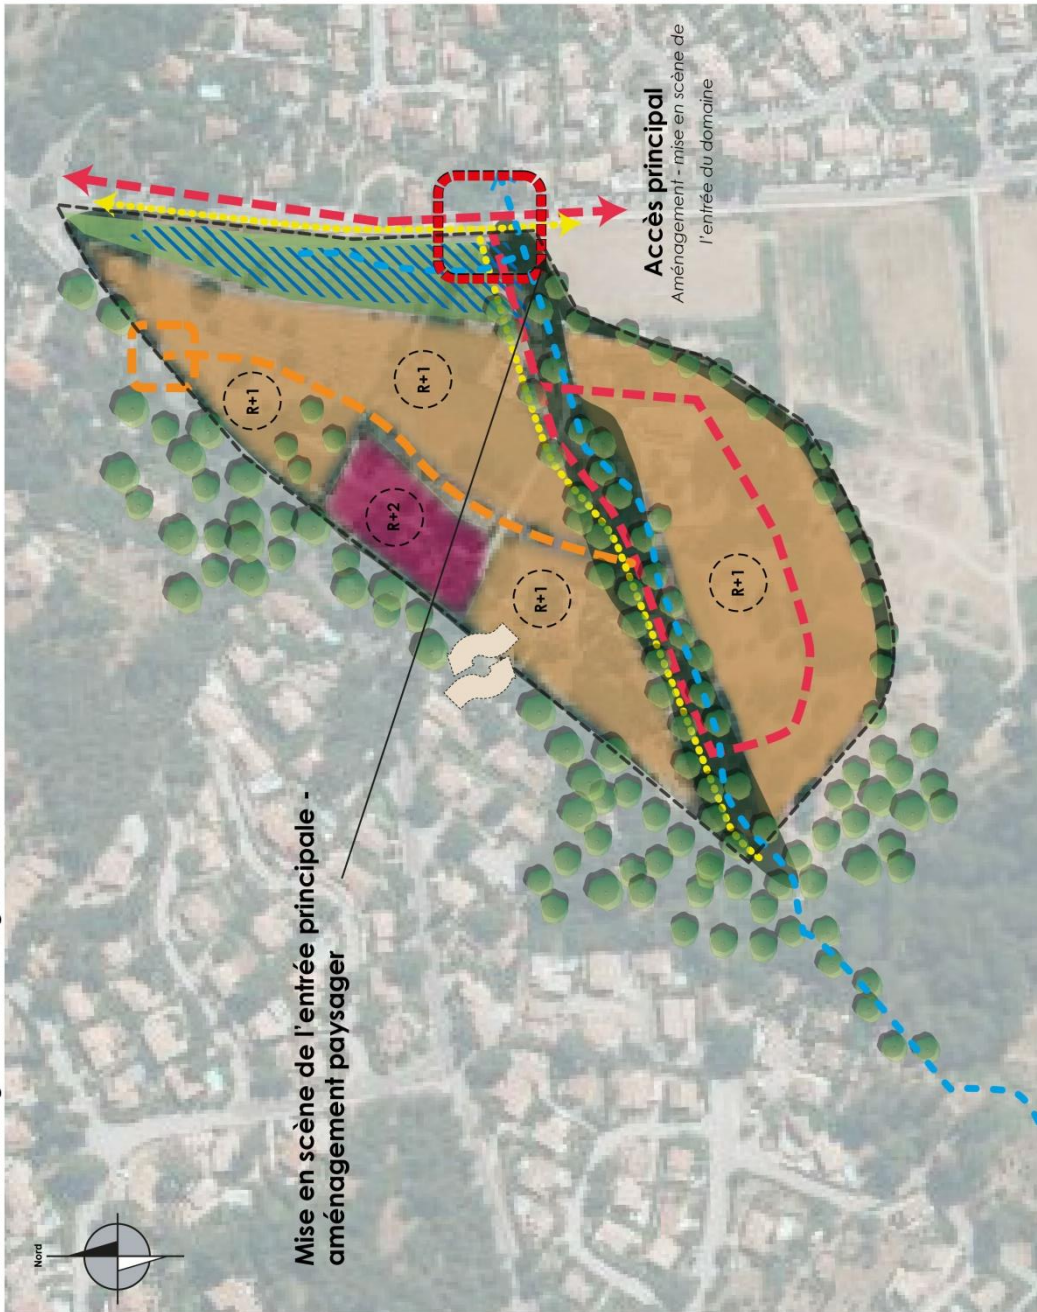 Accès principal
Aménagement - mise en scène de
l'entrée du domaine
R+1
R+1
R+2
R+1
R+1
Mise en scène de l'entrée principale -
aménagement paysager
Nord